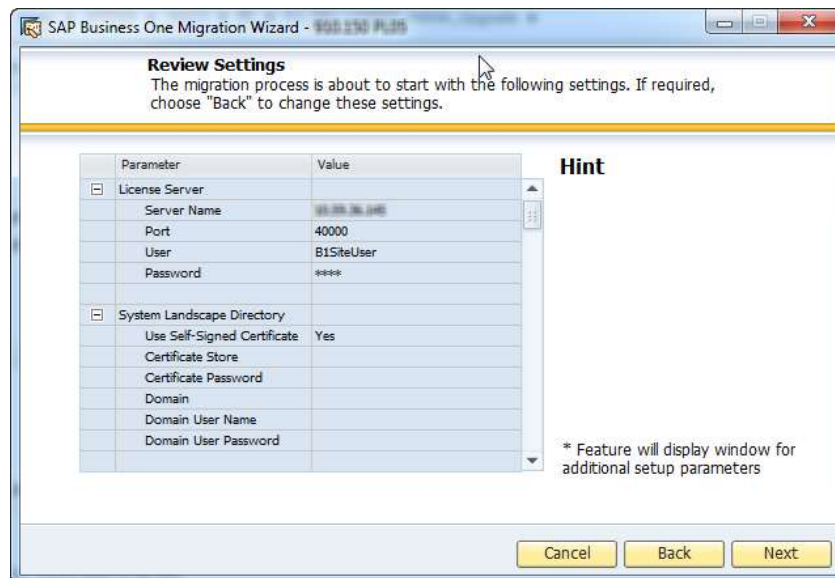 SAP Business One Migration Wizard -
Review Settings
The migration process is about to start with the following settings. If required,
choose "Back" to change these settings.
Parameter Value
License Server
Server Name
Port 40000
User B1SiteUser
Password ****
System Landscape Directory
Use Self-Signed Certificate Yes
Certificate Store
Certificate Password
Domain
Domain User Name
Domain User Password
Hint
* Feature will display window for
additional setup parameters
Cancel Back Next